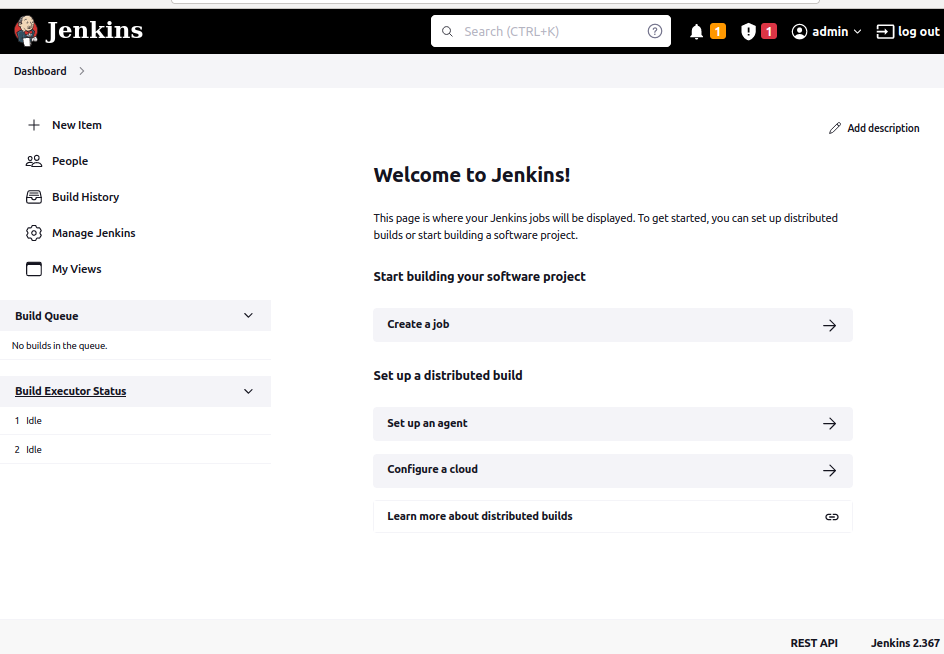 Jenkins
Search (CTRL+K)
1
1
admin
log out
Dashboard
New Item
People
Build History
Manage Jenkins
My Views
Build Queue
No builds in the queue.
Build Executor Status
1 Idle
2 Idle
Add description
Welcome to Jenkins!
This page is where your Jenkins jobs will be displayed. To get started, you can set up distributed
builds or start building a software project.
Start building your software project
Create a job
Set up a distributed build
Set up an agent
Configure a cloud
Learn more about distributed builds
REST API
Jenkins 2.367